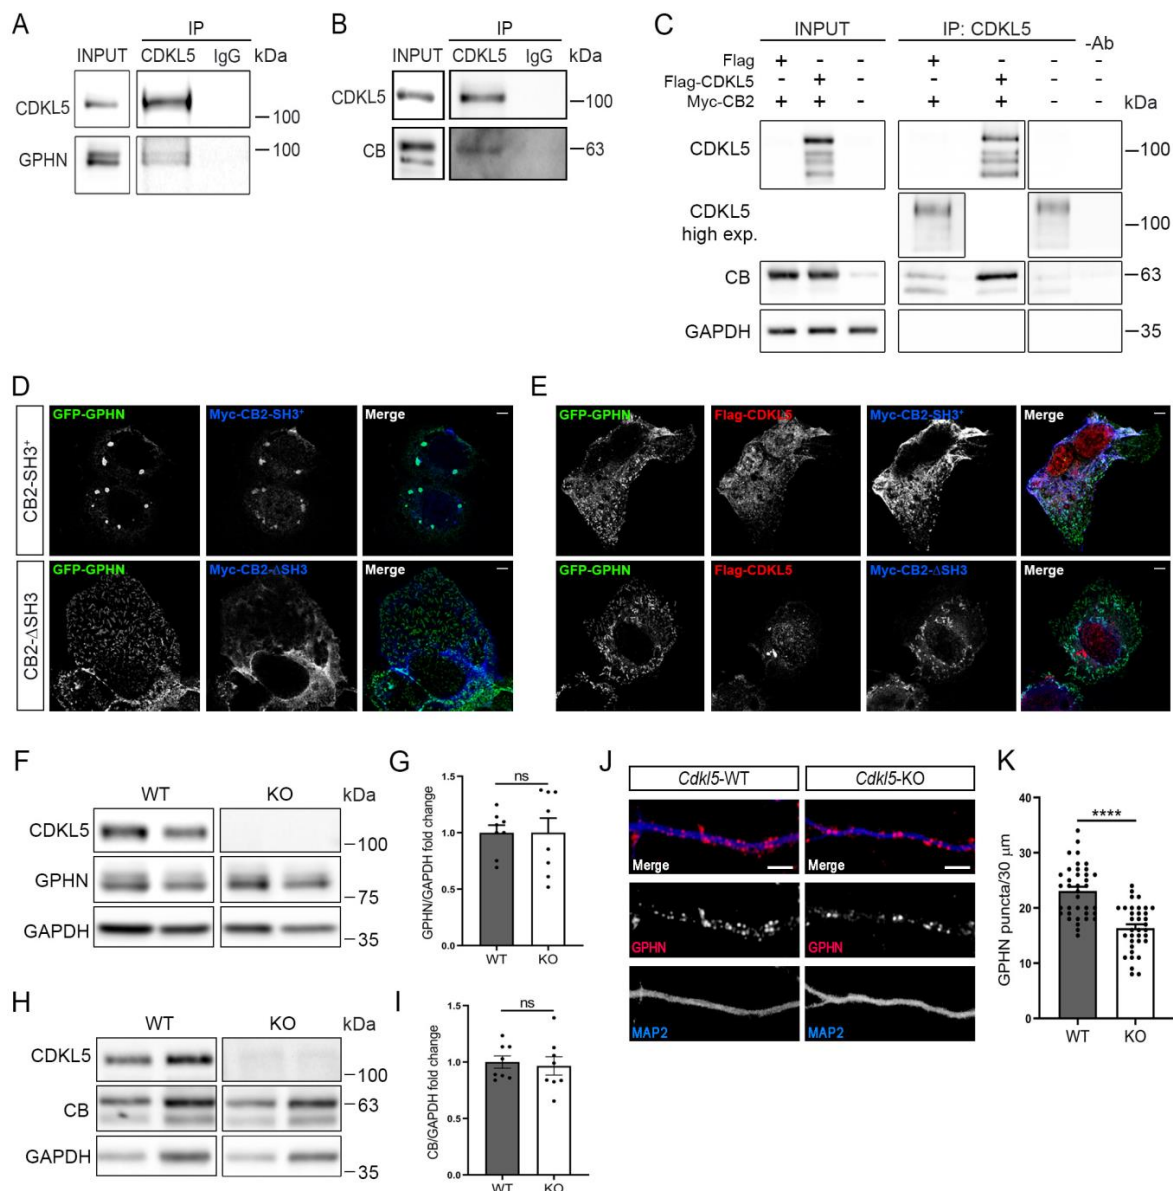 A
IP
INPUT CDKL5 IgG kDa
CDKL5
100
GPHN
100
B
IP
INPUT CDKL5 IgG kDa
CDKL5
100
CB
63
C
INPUT IP: CDKL5 -Ab
Flag + - - + - - -
Flag-CDKL5 - + - - + - -
Myc-CB2 + + - + + - - kDa
CDKL5
100
CDKL5
high exp.
100
CB
63
GAPDH
35
D
CB2-SH3⁺
GFP-GPHN Myc-CB2-SH3⁺ Merge
CB2-ΔSH3
GFP-GPHN Myc-CB2-ΔSH3 Merge
E
GFP-GPHN Flag-CDKL5 Myc-CB2-SH3⁺ Merge
GFP-GPHN Flag-CDKL5 Myc-CB2-ΔSH3 Merge
F
WT KO kDa
CDKL5
100
GPHN
75
GAPDH
35
G
GPHN/GAPDH fold change
1.5
1.0
0.5
0.0
ns
WT KO
H
WT KO kDa
CDKL5
100
CB
63
GAPDH
35
I
CB/GAPDH fold change
1.5
1.0
0.5
0.0
ns
WT KO
J
Cdkl5-WT Cdkl5-KO
Merge Merge
GPHN GPHN
MAP2 MAP2
K
GPHN puncta/30 µm
40
30
20
10
0
****
WT KO